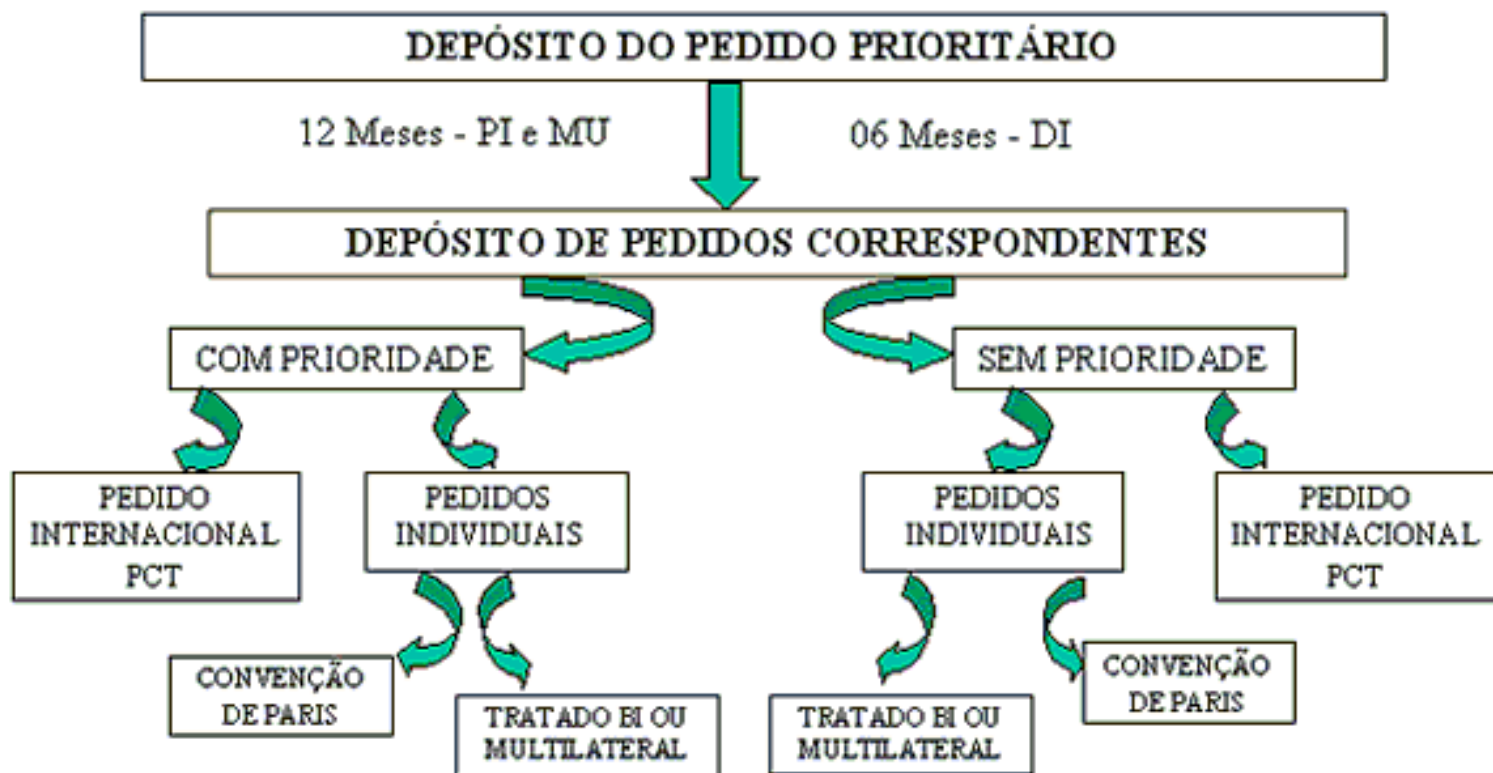 DEPÓSITO DO PEDIDO PRIORITÁRIO
12 Meses - PI e MU
06 Meses - DI
DEPÓSITO DE PEDIDOS CORRESPONDENTES
COM PRIORIDADE
SEM PRIORIDADE
PEDIDO
INTERNACIONAL
PCT
PEDIDOS
INDIVIDUAIS
PEDIDOS
INDIVIDUAIS
PEDIDO
INTERNACIONAL
PCT
CONVENÇÃO
DE PARIS
TRATADO BI OU
MULTILATERAL
TRATADO BI OU
MULTILATERAL
CONVENÇÃO
DE PARIS